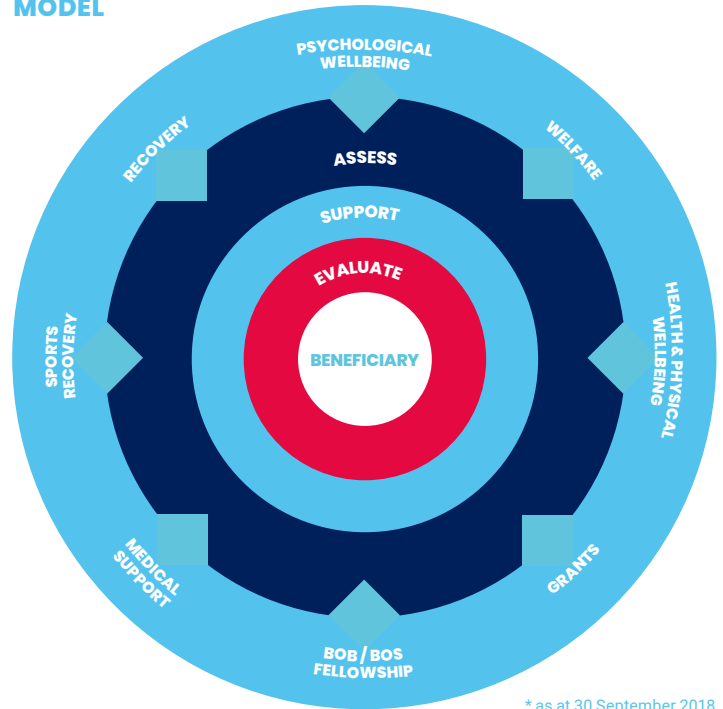 MODEL
PSYCHOLOGICAL
WELLBEING
RECOVERY
WELFARE
ASSESS
SUPPORT
EVALUATE
BENEFICIARY
SPORTS
RECOVERY
HEALTH & PHYSICAL
WELLBEING
MEDICAL
SUPPORT
GRANTS
BOB / BOS
FELLOWSHIP
* as at 30 September 2018